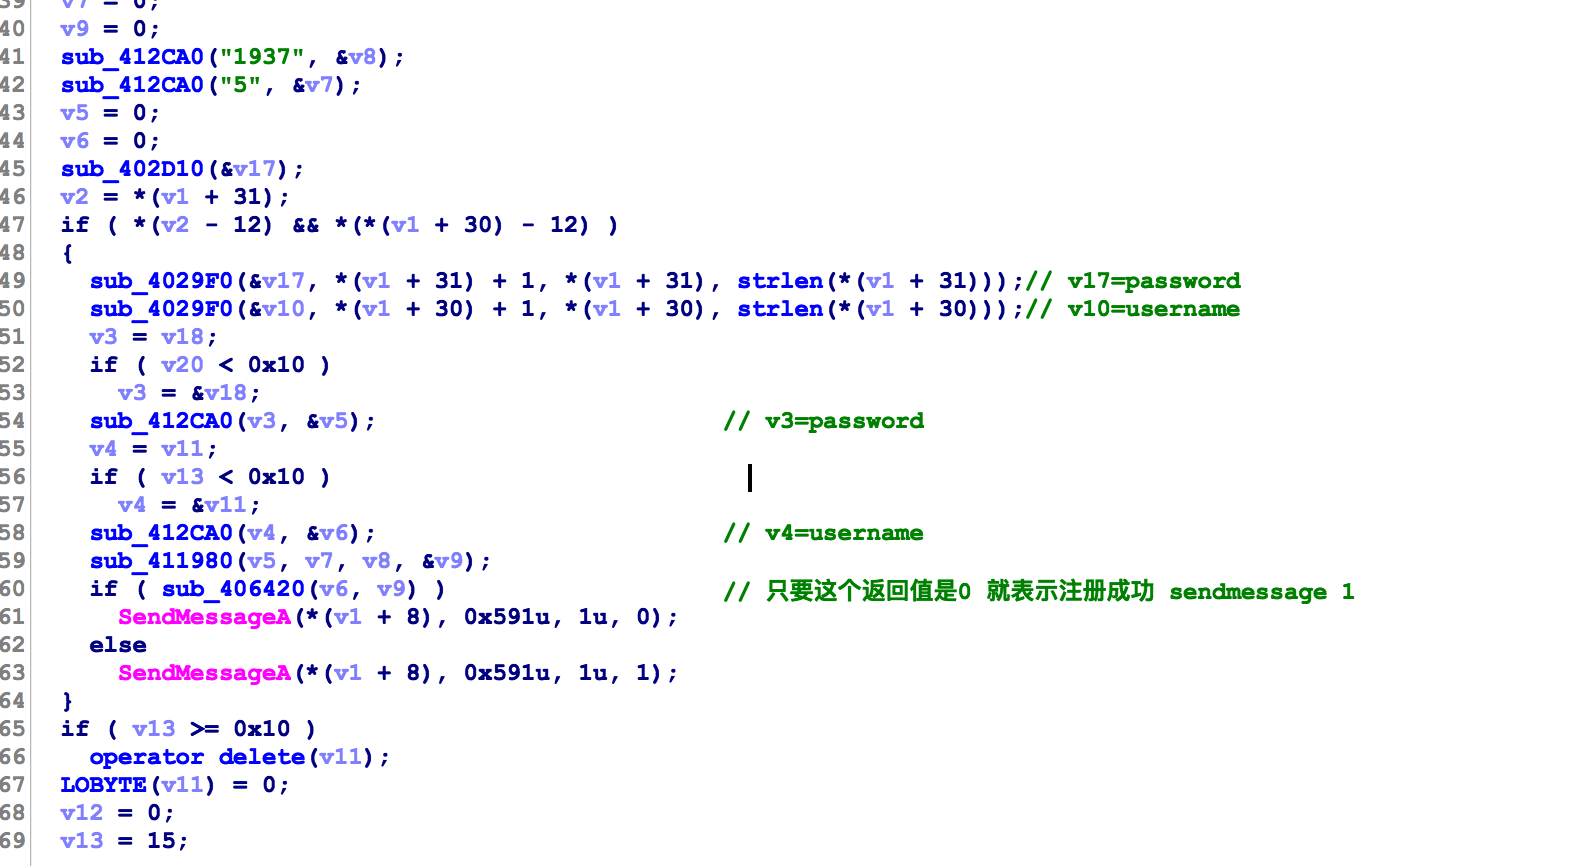 39 v7 = 0;
40 v9 = 0;
41 sub_412CA0("1937", &v8);
42 sub_412CA0("5", &v7);
43 v5 = 0;
44 v6 = 0;
45 sub_402D10(&v17);
46 v2 = *(v1 + 31);
47 if ( *(v2 - 12) && *(*(v1 + 30) - 12) )
48 {
49 sub_4029F0(&v17, *(v1 + 31) + 1, *(v1 + 31), strlen(*(v1 + 31)));// v17=password
50 sub_4029F0(&v10, *(v1 + 30) + 1, *(v1 + 30), strlen(*(v1 + 30)));// v10=username
51 v3 = v18;
52 if ( v20 < 0x10 )
53 v3 = &v18;
54 sub_412CA0(v3, &v5); // v3=password
55 v4 = v11;
56 if ( v13 < 0x10 )
57 v4 = &v11;
58 sub_412CA0(v4, &v6); // v4=username
59 sub_411980(v5, v7, v8, &v9);
60 if ( sub_406420(v6, v9) ) // 只要这个返回值是0 就表示注册成功 sendmessage 1
61 SendMessageA(*(v1 + 8), 0x591u, 1u, 0);
62 else
63 SendMessageA(*(v1 + 8), 0x591u, 1u, 1);
64 }
65 if ( v13 >= 0x10 )
66 operator delete(v11);
67 LOBYTE(v11) = 0;
68 v12 = 0;
69 v13 = 15;